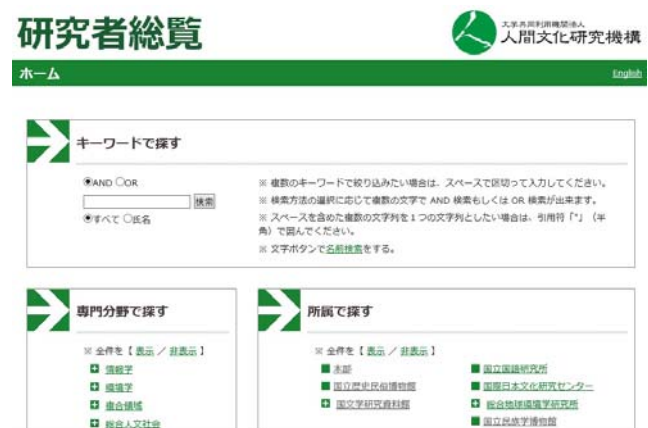 研究者総覧
大学共同利用機関法人
人間文化研究機構
ホーム
English
キーワードで探す
AND OR
検索
すべて 氏名
※ 複数のキーワードで絞り込みたい場合は、スペースで区切って入力してください。
※ 検索方法の選択に応じて複数の文字で AND 検索もしくは OR 検索が出来ます。
※ スペースを含めた複数の文字列を１つの文字列としたい場合は、引用符「"」（半
角）で囲んでください。
※ 文字ボタンで名前検索をする。
専門分野で探す
※ 全件を【 表示 ／ 非表示 】
情報学
環境学
複合領域
総合人文社会
所属で探す
※ 全件を【 表示 ／ 非表示 】
本部
国立歴史民俗博物館
国文学研究資料館
国立国語研究所
国際日本文化研究センター
総合地球環境学研究所
国立民族学博物館